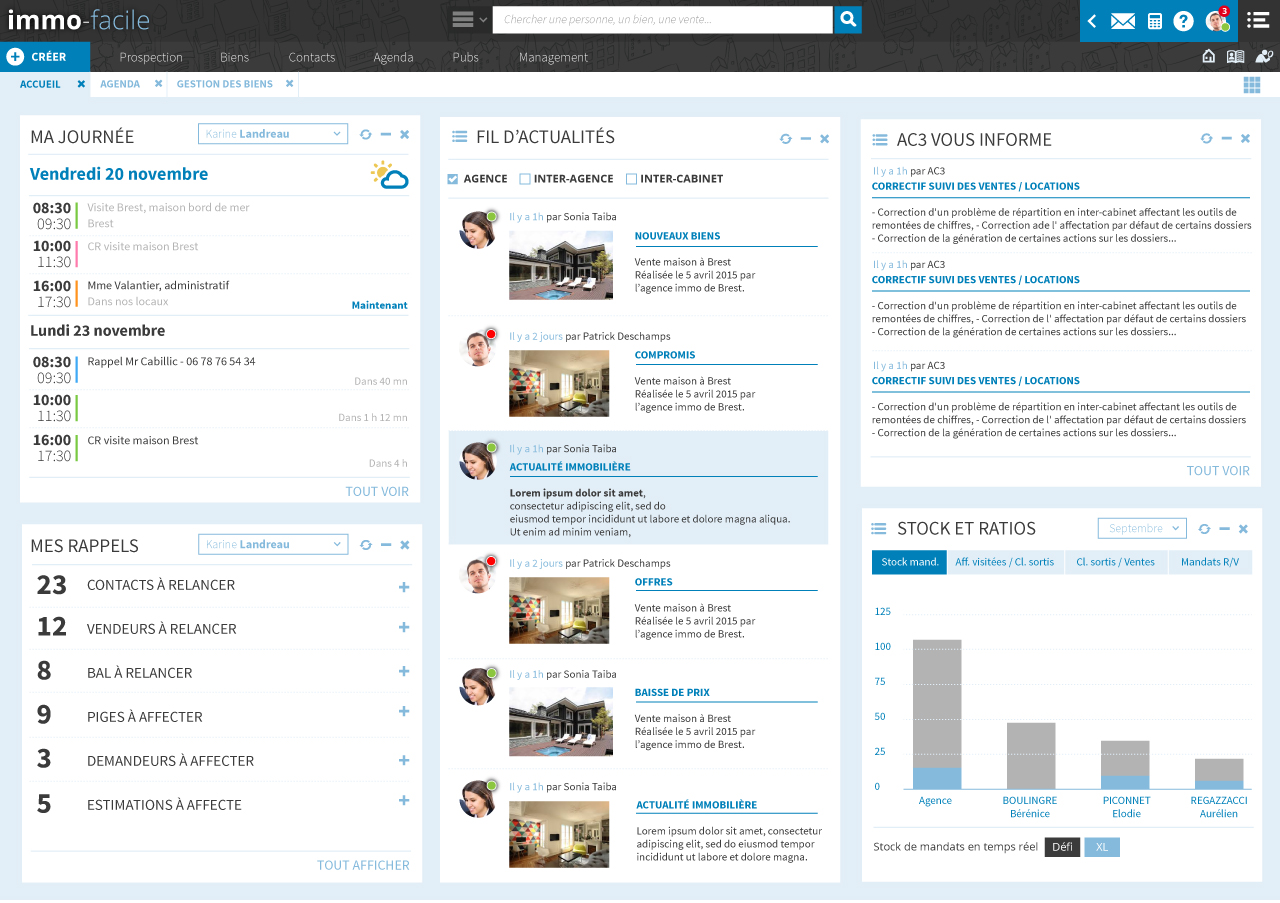 immo-facile
Chercher une personne, un bien, une vente...
3
CRÉER
Prospection
Biens
Contacts
Agenda
Pubs
Management
ACCUEIL
AGENDA
GESTION DES BIENS
MA JOURNÉE
Karine Landreau
Vendredi 20 novembre
08:30 Visite Brest, maison bord de mer
09:30 Brest
10:00 CR visite maison Brest
11:30
16:00 Mme Valantier, administratif
17:30 Dans nos locaux
Maintenant
Lundi 23 novembre
08:30 Rappel Mr Cabillic - 06 78 76 54 34
09:30
Dans 40 mn
10:00
11:30
Dans 1 h 12 mn
16:00 CR visite maison Brest
17:30
Dans 4 h
TOUT VOIR
MES RAPPELS
Karine Landreau
23 CONTACTS À RELANCER
12 VENDEURS À RELANCER
8 BAL À RELANCER
9 PIGES À AFFECTER
3 DEMANDEURS À AFFECTER
5 ESTIMATIONS À AFFECTE
TOUT AFFICHER
FIL D'ACTUALITÉS
AGENCE
INTER-AGENCE
INTER-CABINET
Il y a 1h par Sonia Taiba
NOUVEAUX BIENS
Vente maison à Brest
Réalisée le 5 avril 2015 par
l'agence immo de Brest.
Il y a 2 jours par Patrick Deschamps
COMPROMIS
Vente maison à Brest
Réalisée le 5 avril 2015 par
l'agence immo de Brest.
Il y a 1h par Sonia Taiba
ACTUALITÉ IMMOBILIÈRE
Lorem ipsum dolor sit amet,
consectetur adipiscing elit, sed do
eiusmod tempor incididunt ut labore et dolore magna aliqua.
Ut enim ad minim veniam,
Il y a 2 jours par Patrick Deschamps
OFFRES
Vente maison à Brest
Réalisée le 5 avril 2015 par
l'agence immo de Brest.
Il y a 1h par Sonia Taiba
BAISSE DE PRIX
Vente maison à Brest
Réalisée le 5 avril 2015 par
l'agence immo de Brest.
Il y a 1h par Sonia Taiba
ACTUALITÉ IMMOBILIÈRE
Lorem ipsum dolor sit amet, consectetur
adipiscing elit, sed do eiusmod tempor
incididunt ut labore et dolore magna.
AC3 VOUS INFORME
Il y a 1h par AC3
CORRECTIF SUIVI DES VENTES / LOCATIONS
- Correction d'un problème de répartition en inter-cabinet affectant les outils de
remontées de chiffres, - Correction ade l' affectation par défaut de certains dossiers
- Correction de la génération de certaines actions sur les dossiers...
Il y a 1h par AC3
CORRECTIF SUIVI DES VENTES / LOCATIONS
- Correction d'un problème de répartition en inter-cabinet affectant les outils de
remontées de chiffres, - Correction de l' affectation par défaut de certains dossiers
- Correction de la génération de certaines actions sur les dossiers...
Il y a 1h par AC3
CORRECTIF SUIVI DES VENTES / LOCATIONS
- Correction d'un problème de répartition en inter-cabinet affectant les outils de
remontées de chiffres, - Correction de l' affectation par défaut de certains dossiers
- Correction de la génération de certaines actions sur les dossiers...
TOUT VOIR
STOCK ET RATIOS
Septembre
Stock mand.
Aff. visitées / Cl. sortis
Cl. sortis / Ventes
Mandats R/V
125
100
75
50
25
0
Agence
BOULINGRE
Bérénice
PICONNET
Elodie
REGAZZACCI
Aurélien
Stock de mandats en temps réel
Défi
XL